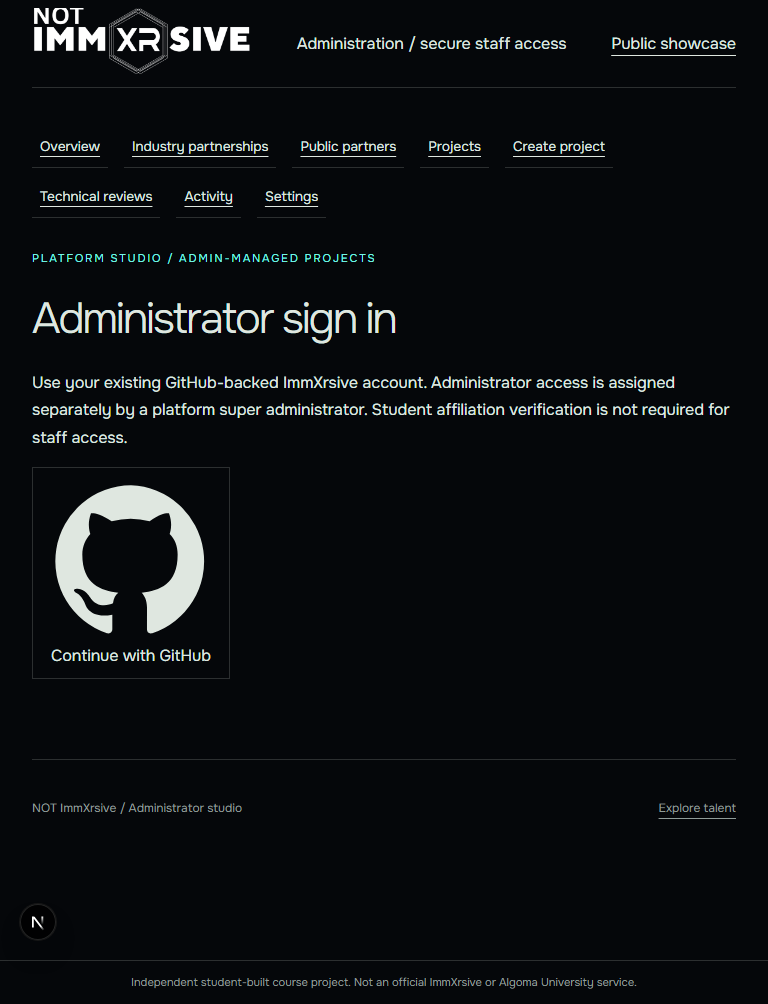 NOT
IMMXRSIVE
Administration / secure staff access
Public showcase
Overview
Industry partnerships
Public partners
Projects
Create project
Technical reviews
Activity
Settings
PLATFORM STUDIO / ADMIN-MANAGED PROJECTS
Administrator sign in
Use your existing GitHub-backed ImmXrsive account. Administrator access is assigned
separately by a platform super administrator. Student affiliation verification is not required for
staff access.
Continue with GitHub
NOT ImmXrsive / Administrator studio
Explore talent
N
Independent student-built course project. Not an official ImmXrsive or Algoma University service.